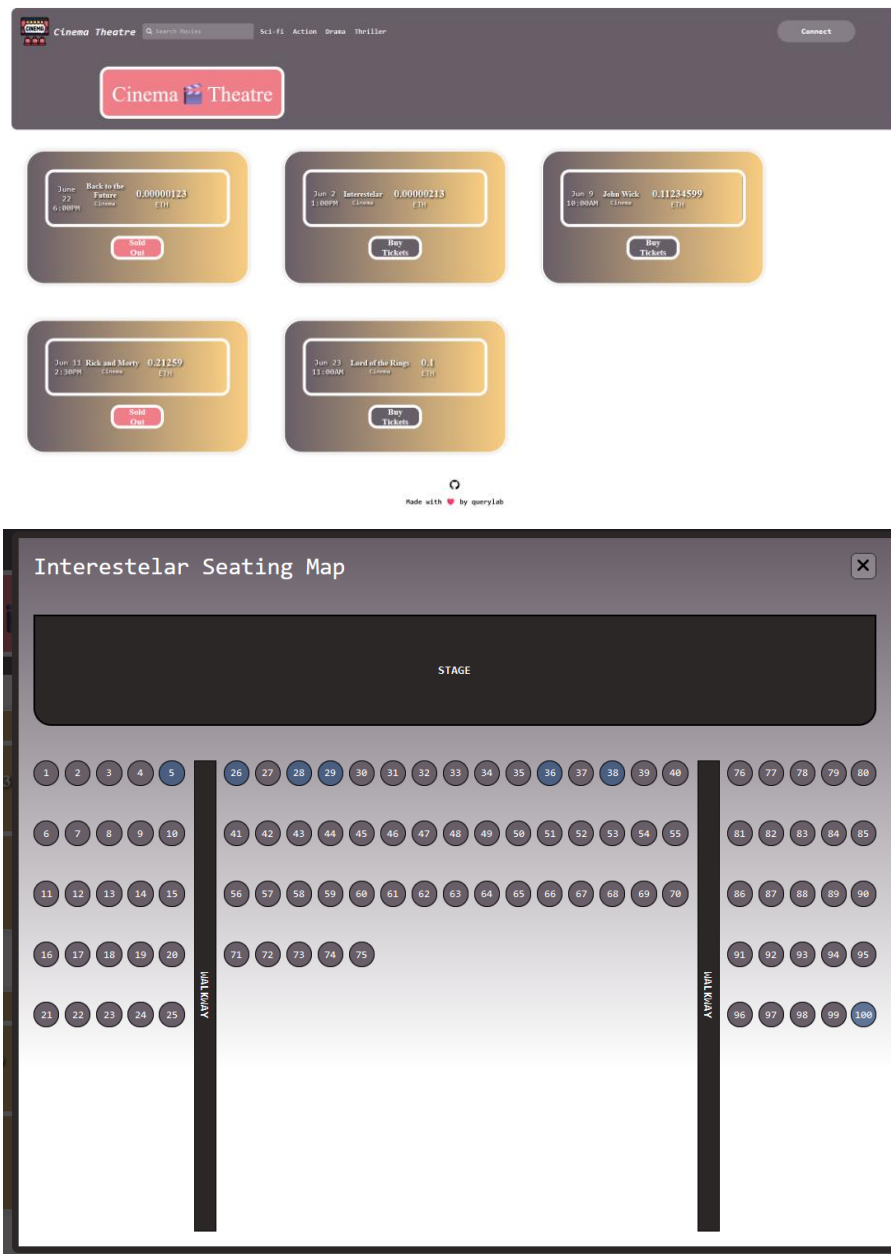 CINEMA Cinema Theatre Search Movies Sci-fi Action Drama Thriller Connect
Cinema 🎬 Theatre
June
22
6:00PM
Back to the
Future
Cinema
0.00000123
ETH
Sold
Out
Jun 2
1:00PM
Interestelar
Cinema
0.00000213
ETH
Buy
Tickets
Jun 9
10:00AM
John Wick
Cinema
0.11234599
ETH
Buy
Tickets
Jun 11
2:30PM
Rick and Morty
Cinema
0.21259
ETH
Sold
Out
Jun 23
11:00AM
Lord of the Rings
Cinema
0.1
ETH
Buy
Tickets
Made with ❤ by querylab
Interestelar Seating Map
STAGE
1 2 3 4 5 26 27 28 29 30 31 32 33 34 35 36 37 38 39 40 76 77 78 79 80
6 7 8 9 10 41 42 43 44 45 46 47 48 49 50 51 52 53 54 55 81 82 83 84 85
11 12 13 14 15 56 57 58 59 60 61 62 63 64 65 66 67 68 69 70 86 87 88 89 90
16 17 18 19 20 71 72 73 74 75 91 92 93 94 95
WALKWAY WALKWAY
21 22 23 24 25 96 97 98 99 100